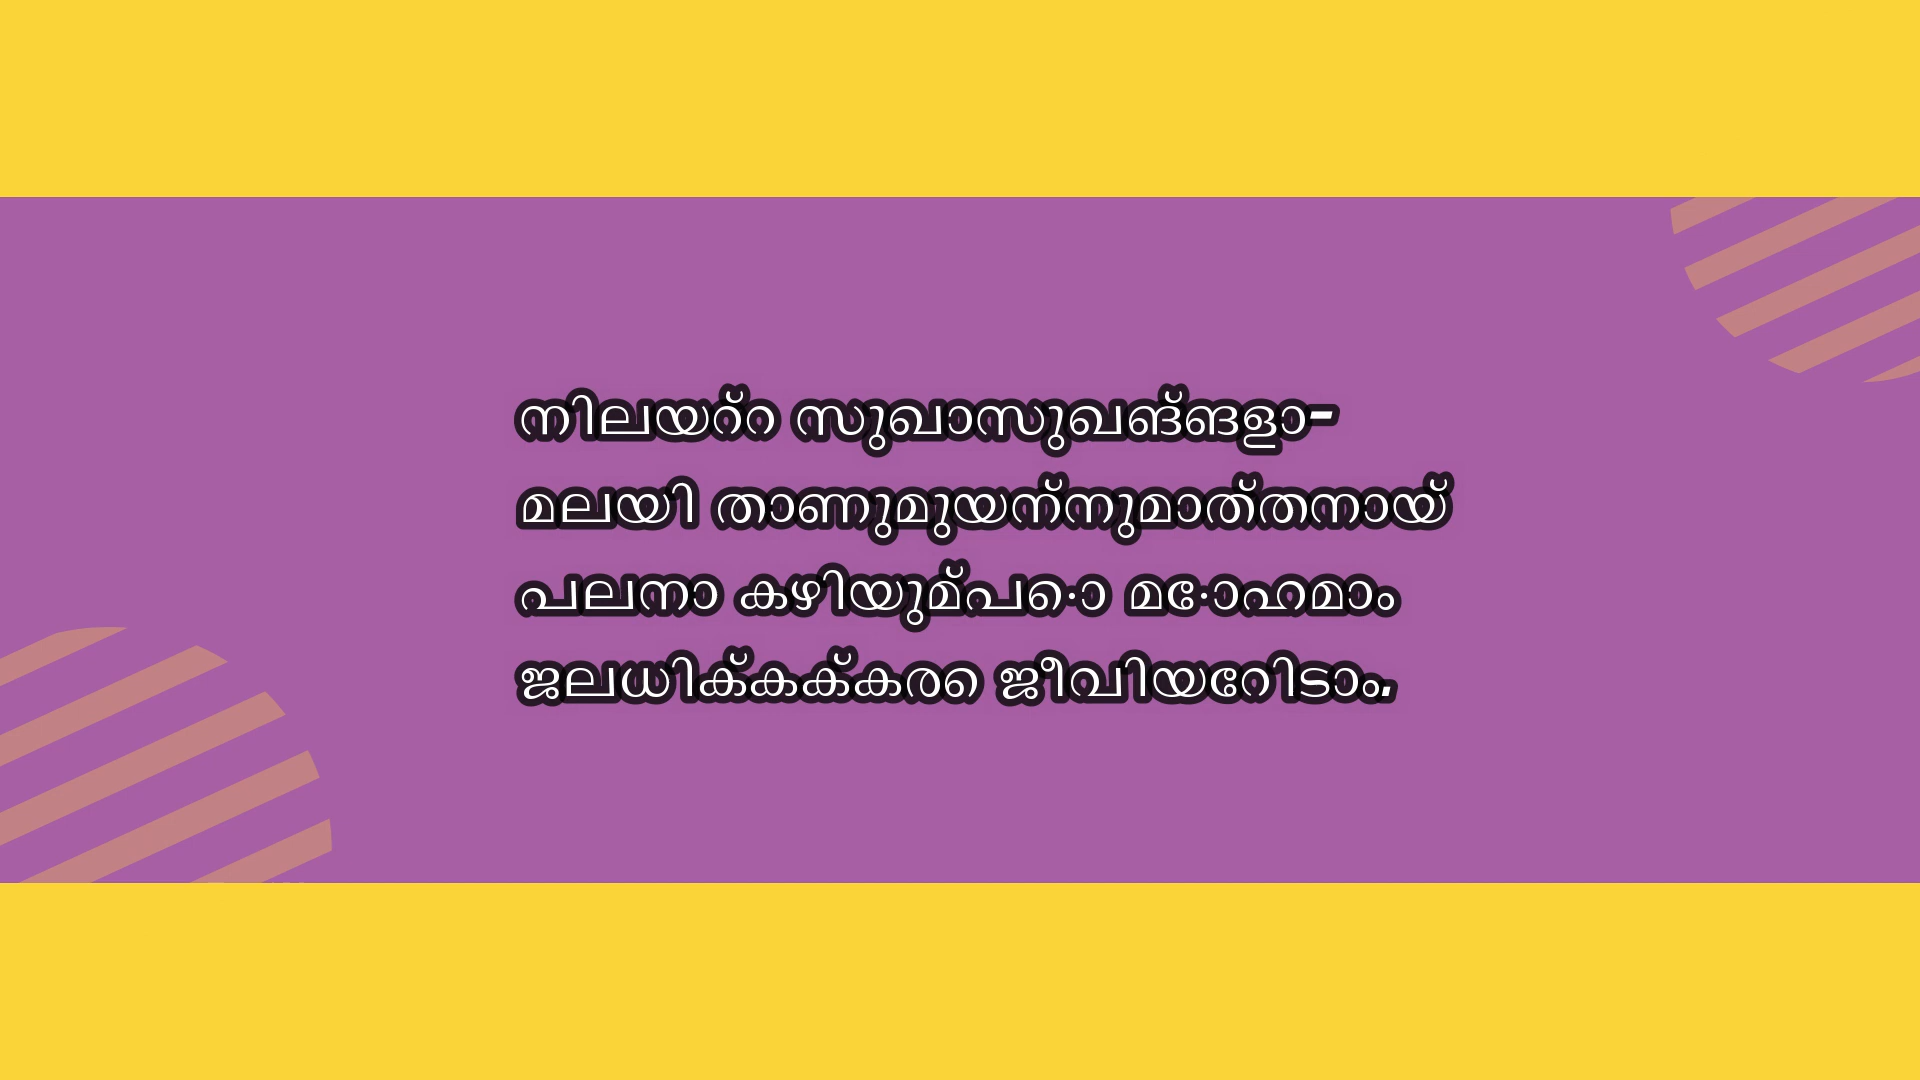 നിലയറ്റ സുഖാസുഖങ്ങളാ-
മലയി താണുമുയന്നുമാത്തനായ്
പലനാ കഴിയുമ്പൊ മോഹമാം
ജലധിക്കക്കരെ ജീവിയേറിടാം.